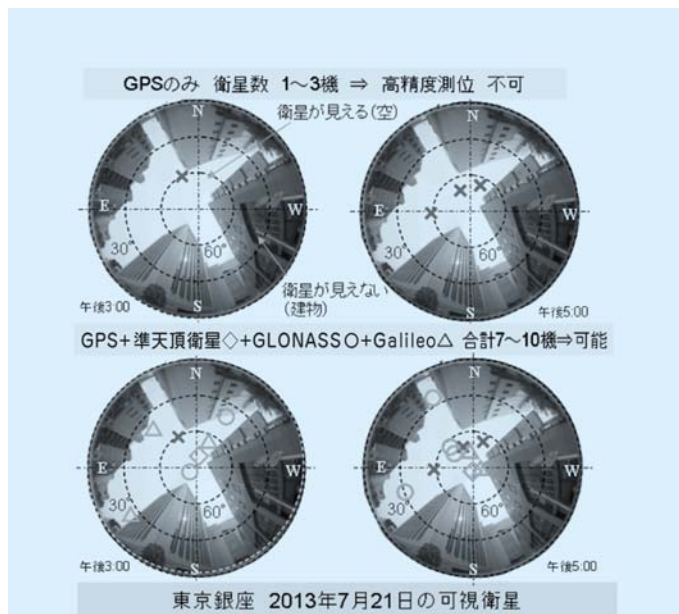 GPSのみ 衛星数 1～3機 ⇒ 高精度測位 不可
衛星が見える(空)
N
E
W
S
30°
60°
N
E
W
S
30°
60°
衛星が見えない
(建物)
午後3:00
午後5:00
GPS+準天頂衛星◇+GLONASS○+Galileo△ 合計7～10機⇒可能
N
E
W
S
30°
60°
N
E
W
S
30°
60°
午後3:00
午後5:00
東京銀座 2013年7月21日の可視衛星